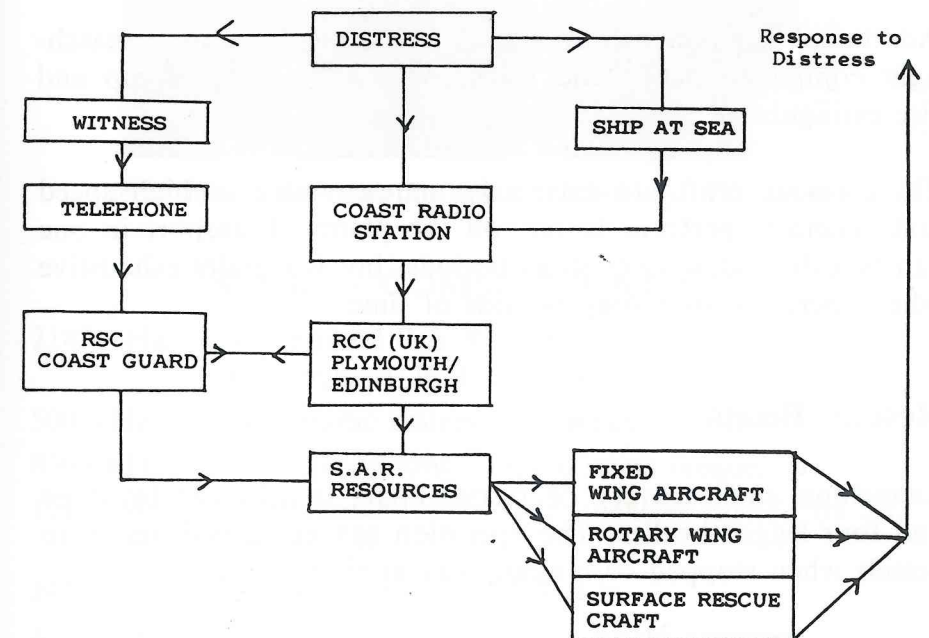 DISTRESS
Response to
Distress
WITNESS
SHIP AT SEA
TELEPHONE
COAST RADIO
STATION
RSC
COAST GUARD
RCC (UK)
PLYMOUTH/
EDINBURGH
S.A.R.
RESOURCES
FIXED
WING AIRCRAFT
ROTARY WING
AIRCRAFT
SURFACE RESCUE
CRAFT